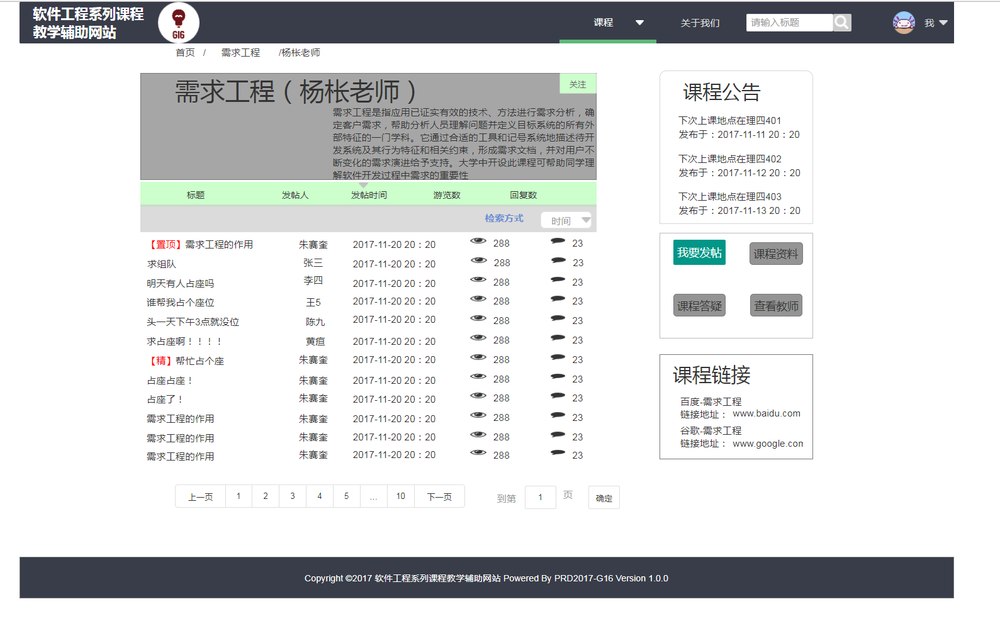 软件工程系列课程
教学辅助网站
G16
课程
关于我们
请输入标题
我
首页 / 需求工程 /杨枨老师
需求工程（杨枨老师）
关注
需求工程是指应用已证实有效的技术、方法进行需求分析，确
定客户需求，帮助分析人员理解问题并定义目标系统的所有外
部特征的一门学科。它通过合适的工具和记号系统地描述待开
发系统及其行为特征和相关约束，形成需求文档，并对用户不
断变化的需求演进给予支持。大学中开设此课程可帮助同学理
解软件开发过程中需求的重要性
标题 发帖人 发帖时间 游览数 回复数
检索方式 时间
【置顶】需求工程的作用 朱赛奎 2017-11-20 20：20 288 23
求组队 张三 2017-11-20 20：20 288 23
明天有人占座吗 李四 2017-11-20 20：20 288 23
谁帮我占个座位 王5 2017-11-20 20：20 288 23
头一天下午3点就没位 陈九 2017-11-20 20：20 288 23
求占座啊！！！！ 黄疸 2017-11-20 20：20 288 23
【精】帮忙占个座 朱赛奎 2017-11-20 20：20 288 23
占座占座！ 朱赛奎 2017-11-20 20：20 288 23
占座了！ 朱赛奎 2017-11-20 20：20 288 23
需求工程的作用 朱赛奎 2017-11-20 20：20 288 23
需求工程的作用 朱赛奎 2017-11-20 20：20 288 23
需求工程的作用 朱赛奎 2017-11-20 20：20 288 23
上一页 1 2 3 4 5 ... 10 下一页 到第 1 页 确定
课程公告
下次上课地点在理四401
发布于：2017-11-11 20：20
下次上课地点在理四402
发布于：2017-11-12 20：20
下次上课地点在理四403
发布于：2017-11-13 20：20
我要发帖 课程资料
课程答疑 查看教师
课程链接
百度-需求工程
链接地址： www.baidu.com
谷歌-需求工程
链接地址： www.google.con
Copyright ©2017 软件工程系列课程教学辅助网站 Powered By PRD2017-G16 Version 1.0.0